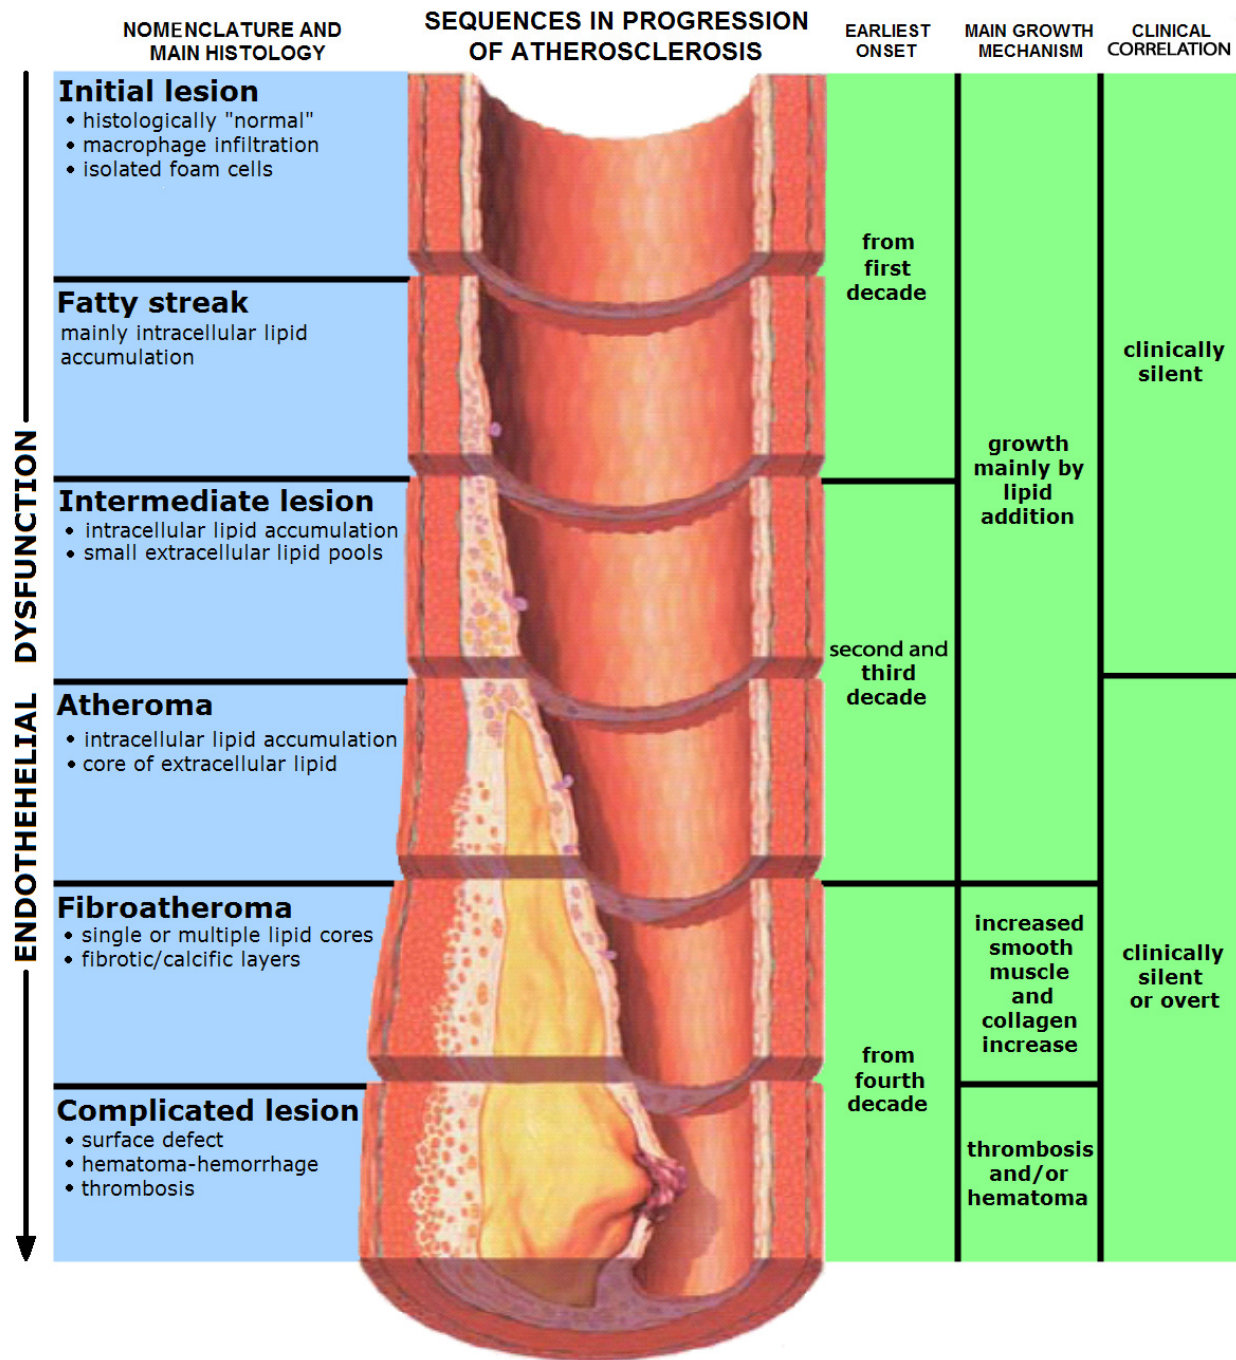 NOMENCLATURE AND
MAIN HISTOLOGY
SEQUENCES IN PROGRESSION
OF ATHEROSCLEROSIS
EARLIEST
ONSET
MAIN GROWTH
MECHANISM
CLINICAL
CORRELATION
ENDOTHEHELIAL DYSFUNCTION
Initial lesion
• histologically "normal"
• macrophage infiltration
• isolated foam cells
Fatty streak
mainly intracellular lipid
accumulation
Intermediate lesion
• intracellular lipid accumulation
• small extracellular lipid pools
Atheroma
• intracellular lipid accumulation
• core of extracellular lipid
Fibroatheroma
• single or multiple lipid cores
• fibrotic/calcific layers
Complicated lesion
• surface defect
• hematoma-hemorrhage
• thrombosis
from
first
decade
second and
third
decade
from
fourth
decade
growth
mainly by
lipid
addition
increased
smooth
muscle
and
collagen
increase
thrombosis
and/or
hematoma
clinically
silent
clinically
silent
or overt